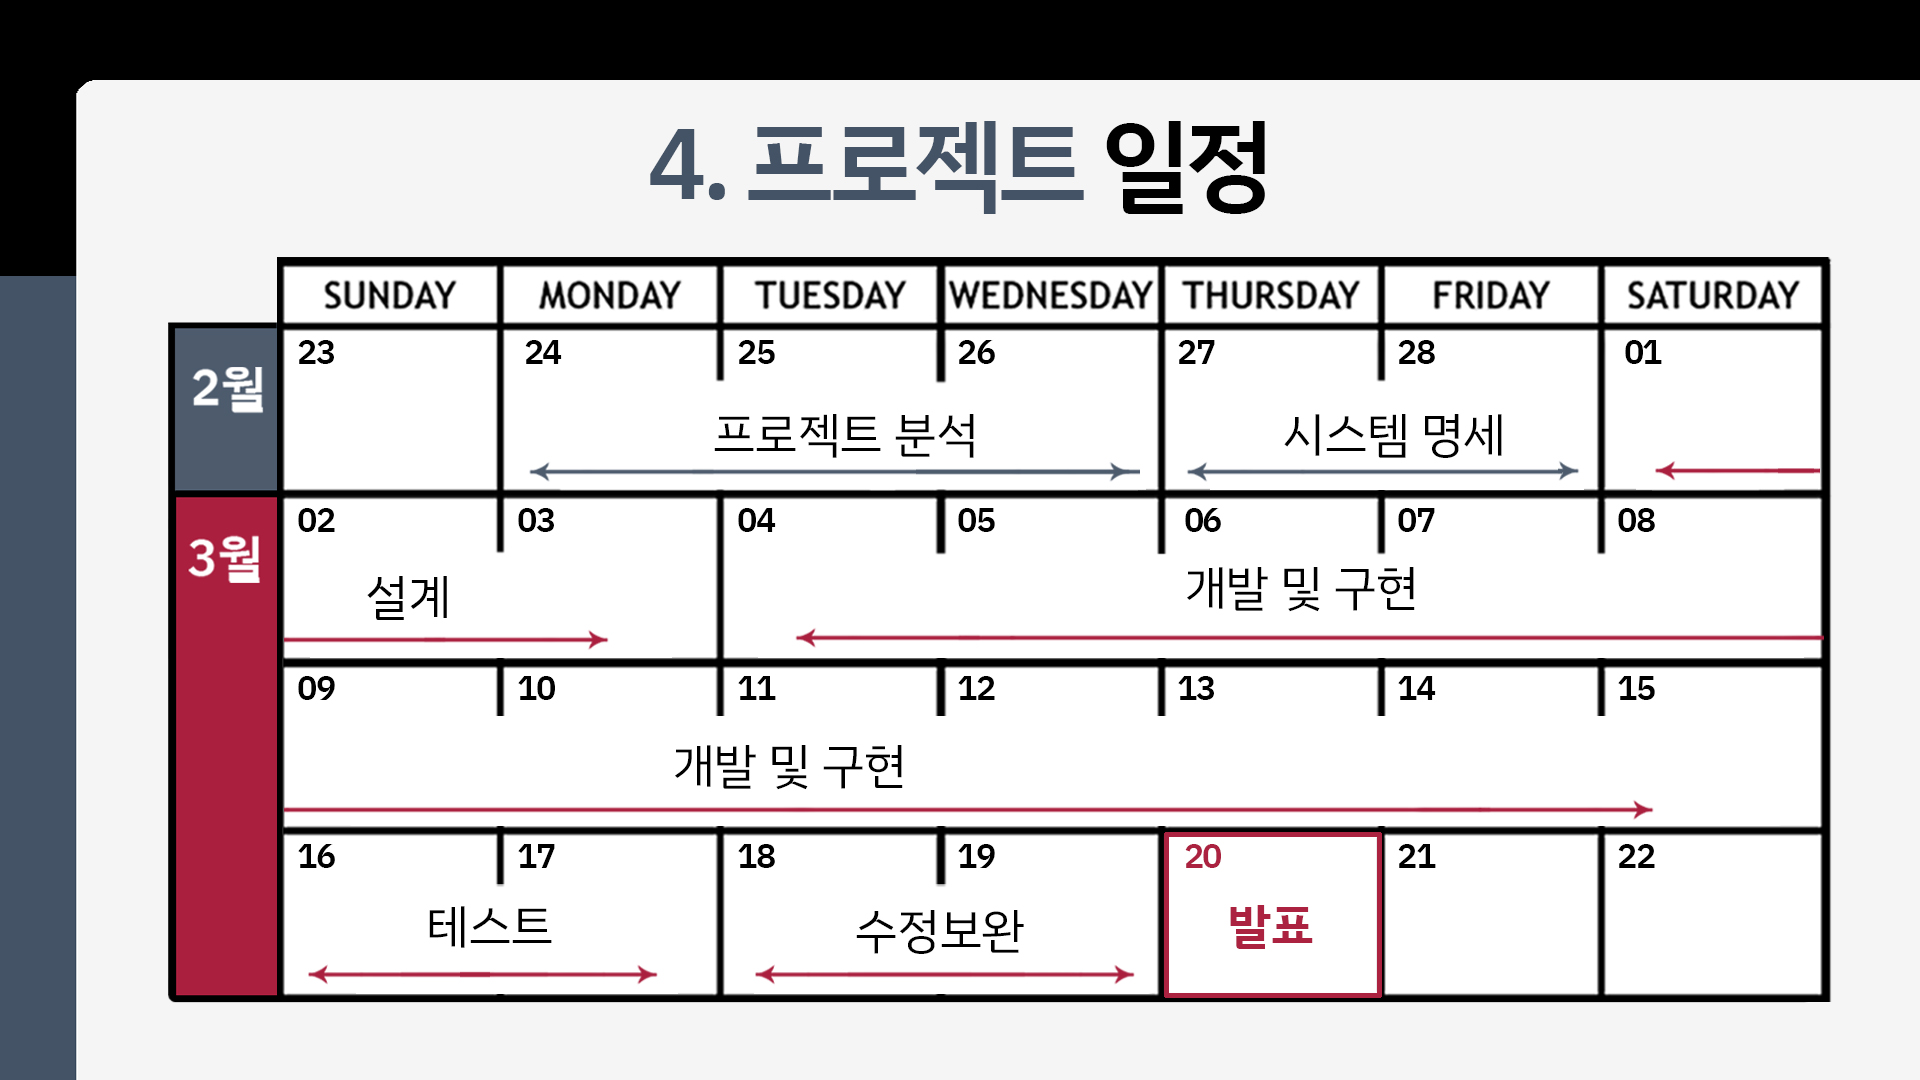 4. 프로젝트 일정
SUNDAY MONDAY TUESDAY WEDNESDAY THURSDAY FRIDAY SATURDAY
2월
23 24 25 26 27 28 01
프로젝트 분석 시스템 명세
3월
02 03 04 05 06 07 08
설계 개발 및 구현
09 10 11 12 13 14 15
개발 및 구현
16 17 18 19 20 21 22
테스트 수정보완 발표